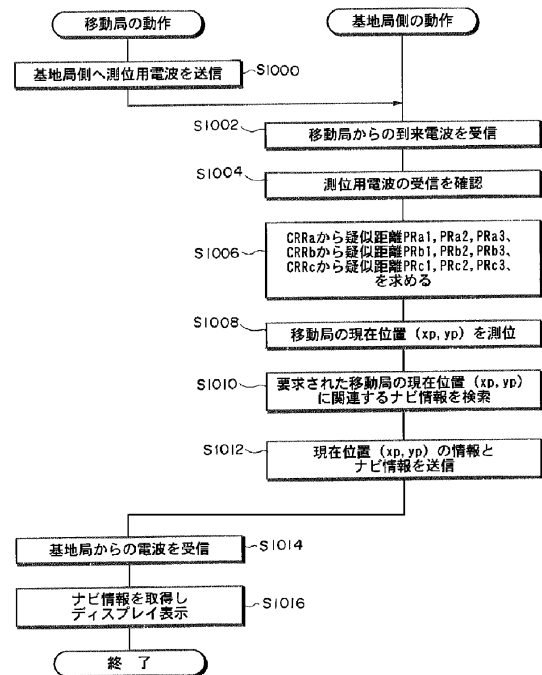 移動局の動作
基地局側の動作
基地局側へ測位用電波を送信
S1000
S1002
移動局からの到来電波を受信
S1004
測位用電波の受信を確認
S1006
CRRaから疑似距離PRa1,PRa2,PRa3、
CRRbから疑似距離PRb1,PRb2,PRb3、
CRRcから疑似距離PRc1,PRc2,PRc3、
を求める
S1008
移動局の現在位置（xp,yp）を測位
S1010
要求された移動局の現在位置（xp,yp）
に関連するナビ情報を検索
S1012
現在位置（xp,yp）の情報と
ナビ情報を送信
基地局からの電波を受信
S1014
ナビ情報を取得し
ディスプレイ表示
S1016
終 了